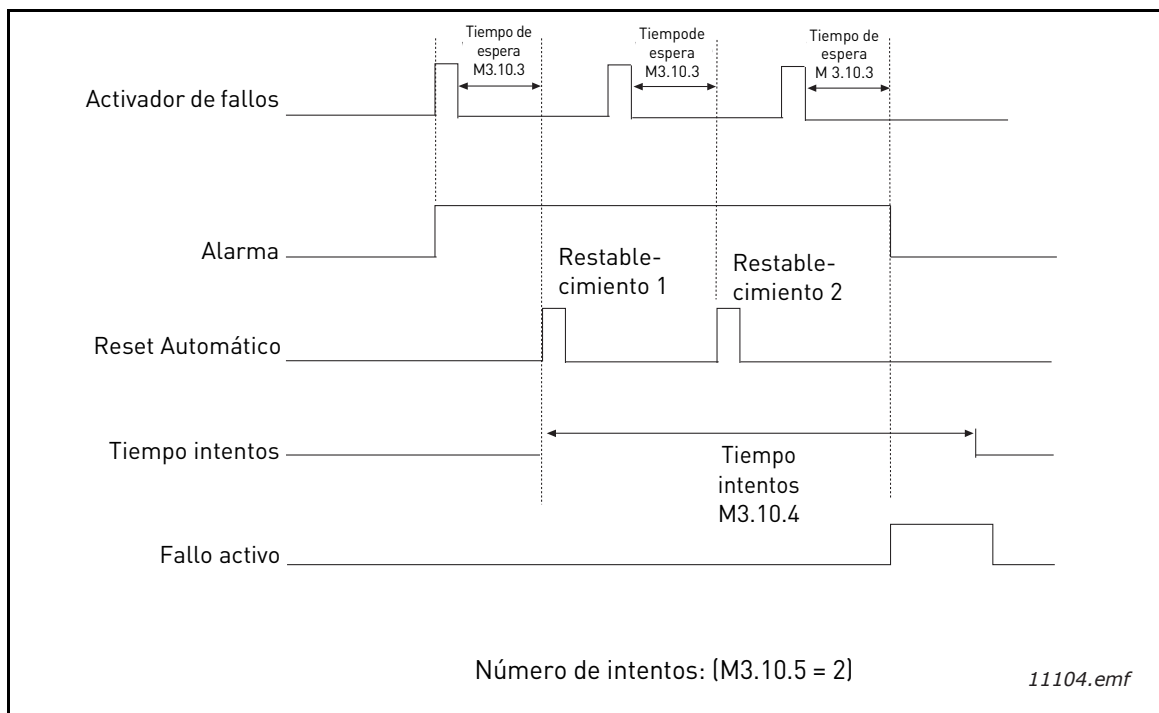 Tiempo de
espera
M3.10.3
Tiempode
espera
M3.10.3
Tiempo de
espera
M 3.10.3
Activador de fallos
Alarma
Restable-
cimiento 1
Restable-
cimiento 2
Reset Automático
Tiempo intentos
Tiempo
intentos
M3.10.4
Fallo activo
Número de intentos: (M3.10.5 = 2)
11104.emf